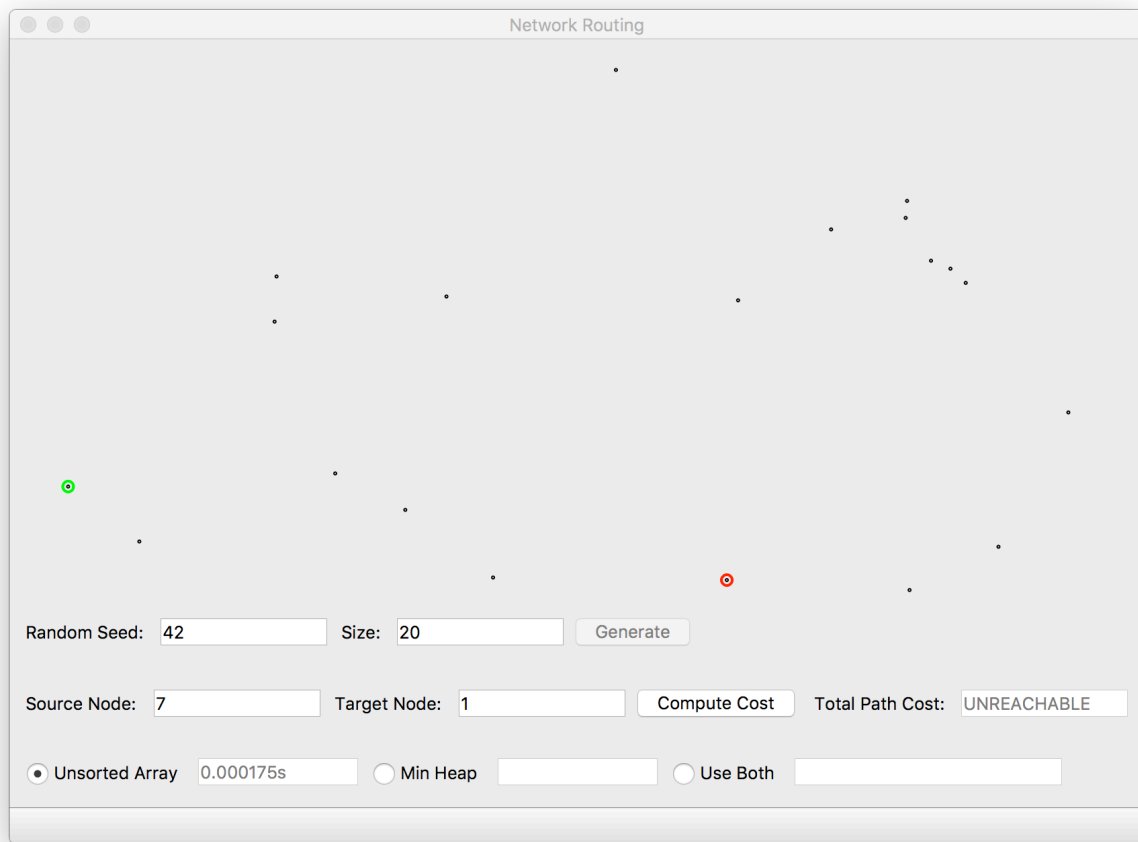 Network Routing
Random Seed: 42 Size: 20 Generate
Source Node: 7 Target Node: 1 Compute Cost Total Path Cost: UNREACHABLE
Unsorted Array 0.000175s Min Heap Use Both